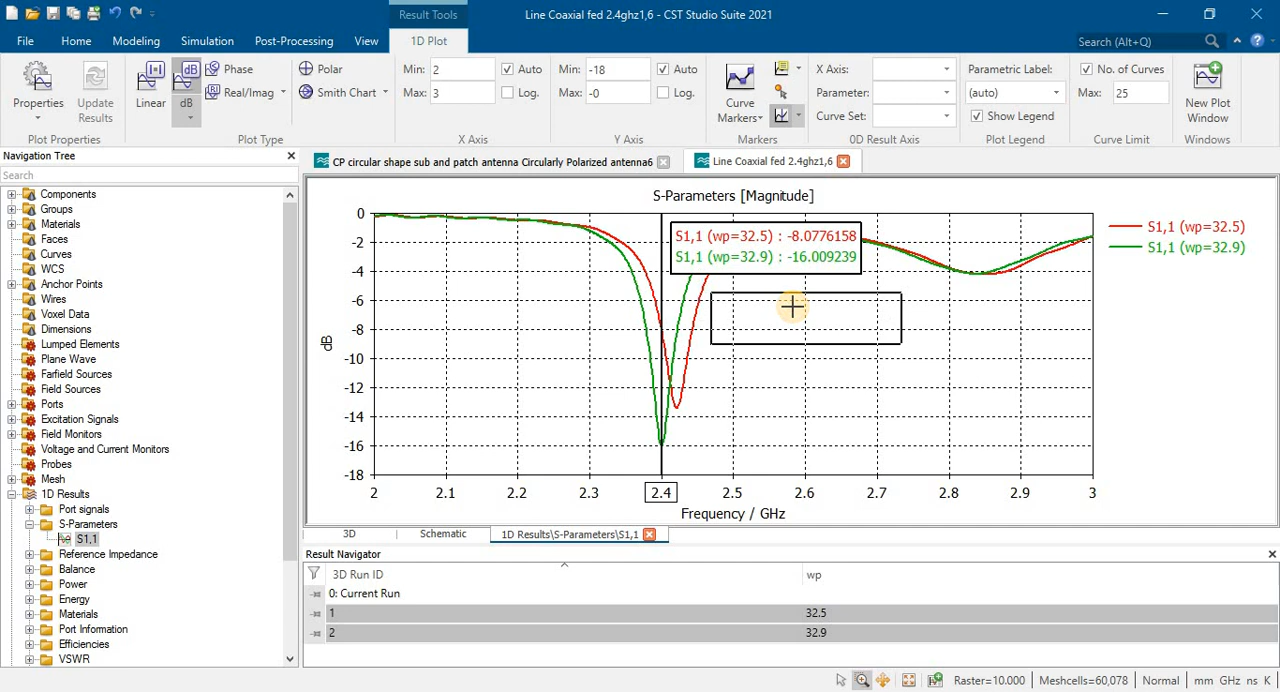 Result Tools
Line Coaxial fed 2.4ghz1,6 - CST Studio Suite 2021
File Home Modeling Simulation Post-Processing View 1D Plot Search (Alt+Q)
Properties
Update Results
Plot Properties
Linear
dB
Phase
Real/Imag
Polar
Smith Chart
Plot Type
Min: 2 Auto
Max: 3 Log.
X Axis
Min: -18 Auto
Max: -0 Log.
Y Axis
Curve Markers
Markers
X Axis:
Parameter:
Curve Set:
0D Result Axis
Parametric Label:
(auto)
Show Legend
Plot Legend
No. of Curves
Max: 25
Curve Limit
New Plot Window
Windows
Navigation Tree
Search
Components
Groups
Materials
Faces
Curves
WCS
Anchor Points
Wires
Voxel Data
Dimensions
Lumped Elements
Plane Wave
Farfield Sources
Field Sources
Ports
Excitation Signals
Field Monitors
Voltage and Current Monitors
Probes
Mesh
1D Results
Port signals
S-Parameters
S1,1
Reference Impedance
Balance
Power
Energy
Materials
Port Information
Efficiencies
VSWR
CP circular shape sub and patch antenna Circularly Polarized antenna6
Line Coaxial fed 2.4ghz1,6
S-Parameters [Magnitude]
S1,1 (wp=32.5) : -8.0776158
S1,1 (wp=32.9) : -16.009239
S1,1 (wp=32.5)
S1,1 (wp=32.9)
0
-2
-4
-6
-8
-10
-12
-14
-16
-18
dB
2 2.1 2.2 2.3 2.4 2.5 2.6 2.7 2.8 2.9 3
Frequency / GHz
3D Schematic 1D Results\S-Parameters\S1,1
Result Navigator
3D Run ID wp
0: Current Run
1 32.5
2 32.9
Raster=10.000 Meshcells=60,078 Normal mm GHz ns K